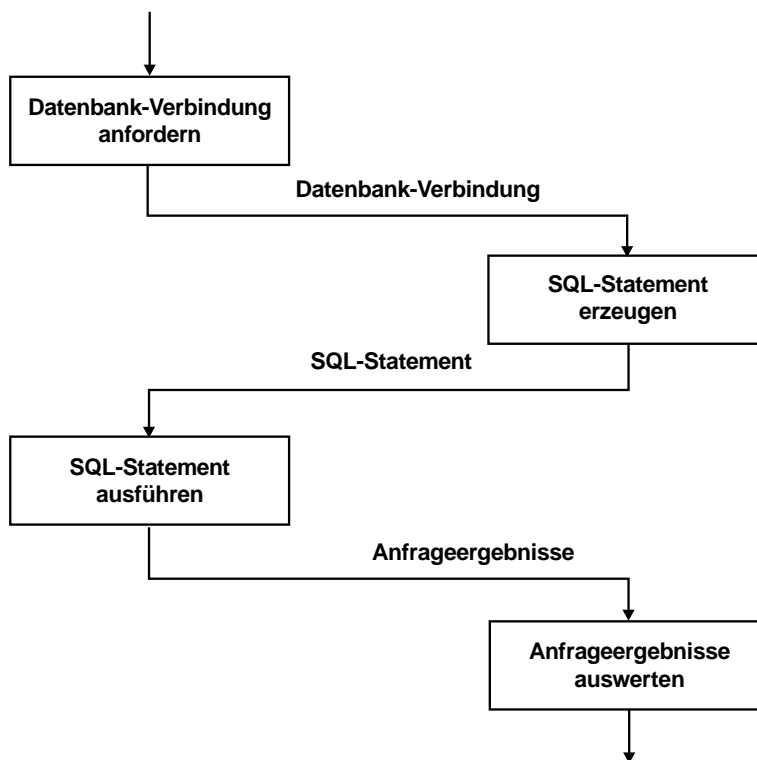 Datenbank-Verbindung
anfordern
Datenbank-Verbindung
SQL-Statement
erzeugen
SQL-Statement
SQL-Statement
ausführen
Anfrageergebnisse
Anfrageergebnisse
auswerten